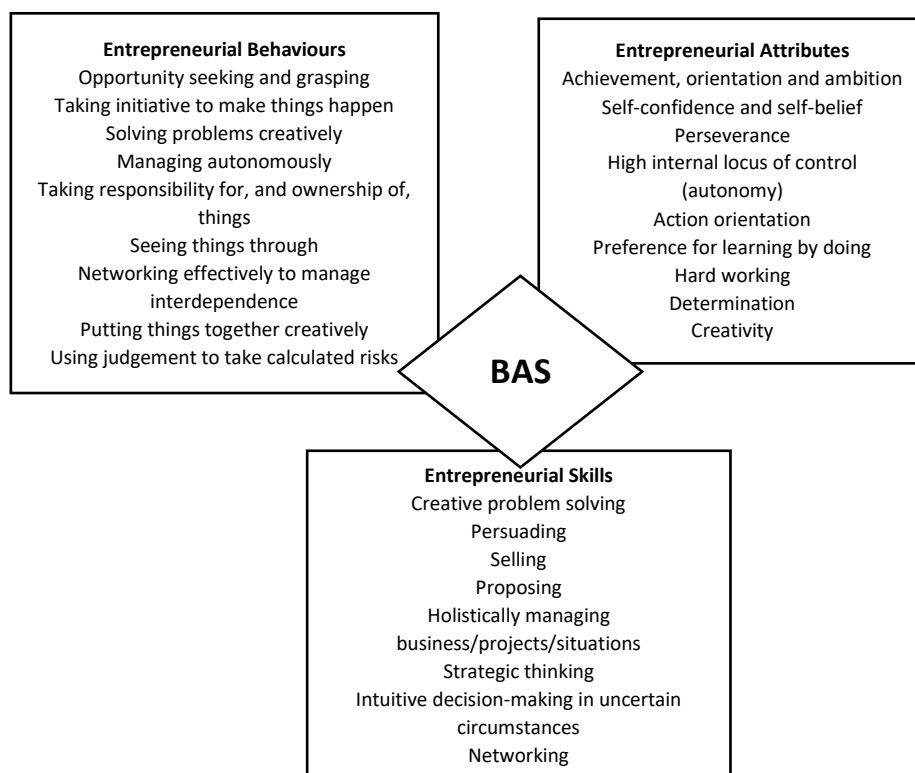 Entrepreneurial Behaviours
Opportunity seeking and grasping
Taking initiative to make things happen
Solving problems creatively
Managing autonomously
Taking responsibility for, and ownership of,
things
Seeing things through
Networking effectively to manage
interdependence
Putting things together creatively
Using judgement to take calculated risks
Entrepreneurial Attributes
Achievement, orientation and ambition
Self-confidence and self-belief
Perseverance
High internal locus of control
(autonomy)
Action orientation
Preference for learning by doing
Hard working
Determination
Creativity
BAS
Entrepreneurial Skills
Creative problem solving
Persuading
Selling
Proposing
Holistically managing
business/projects/situations
Strategic thinking
Intuitive decision-making in uncertain
circumstances
Networking